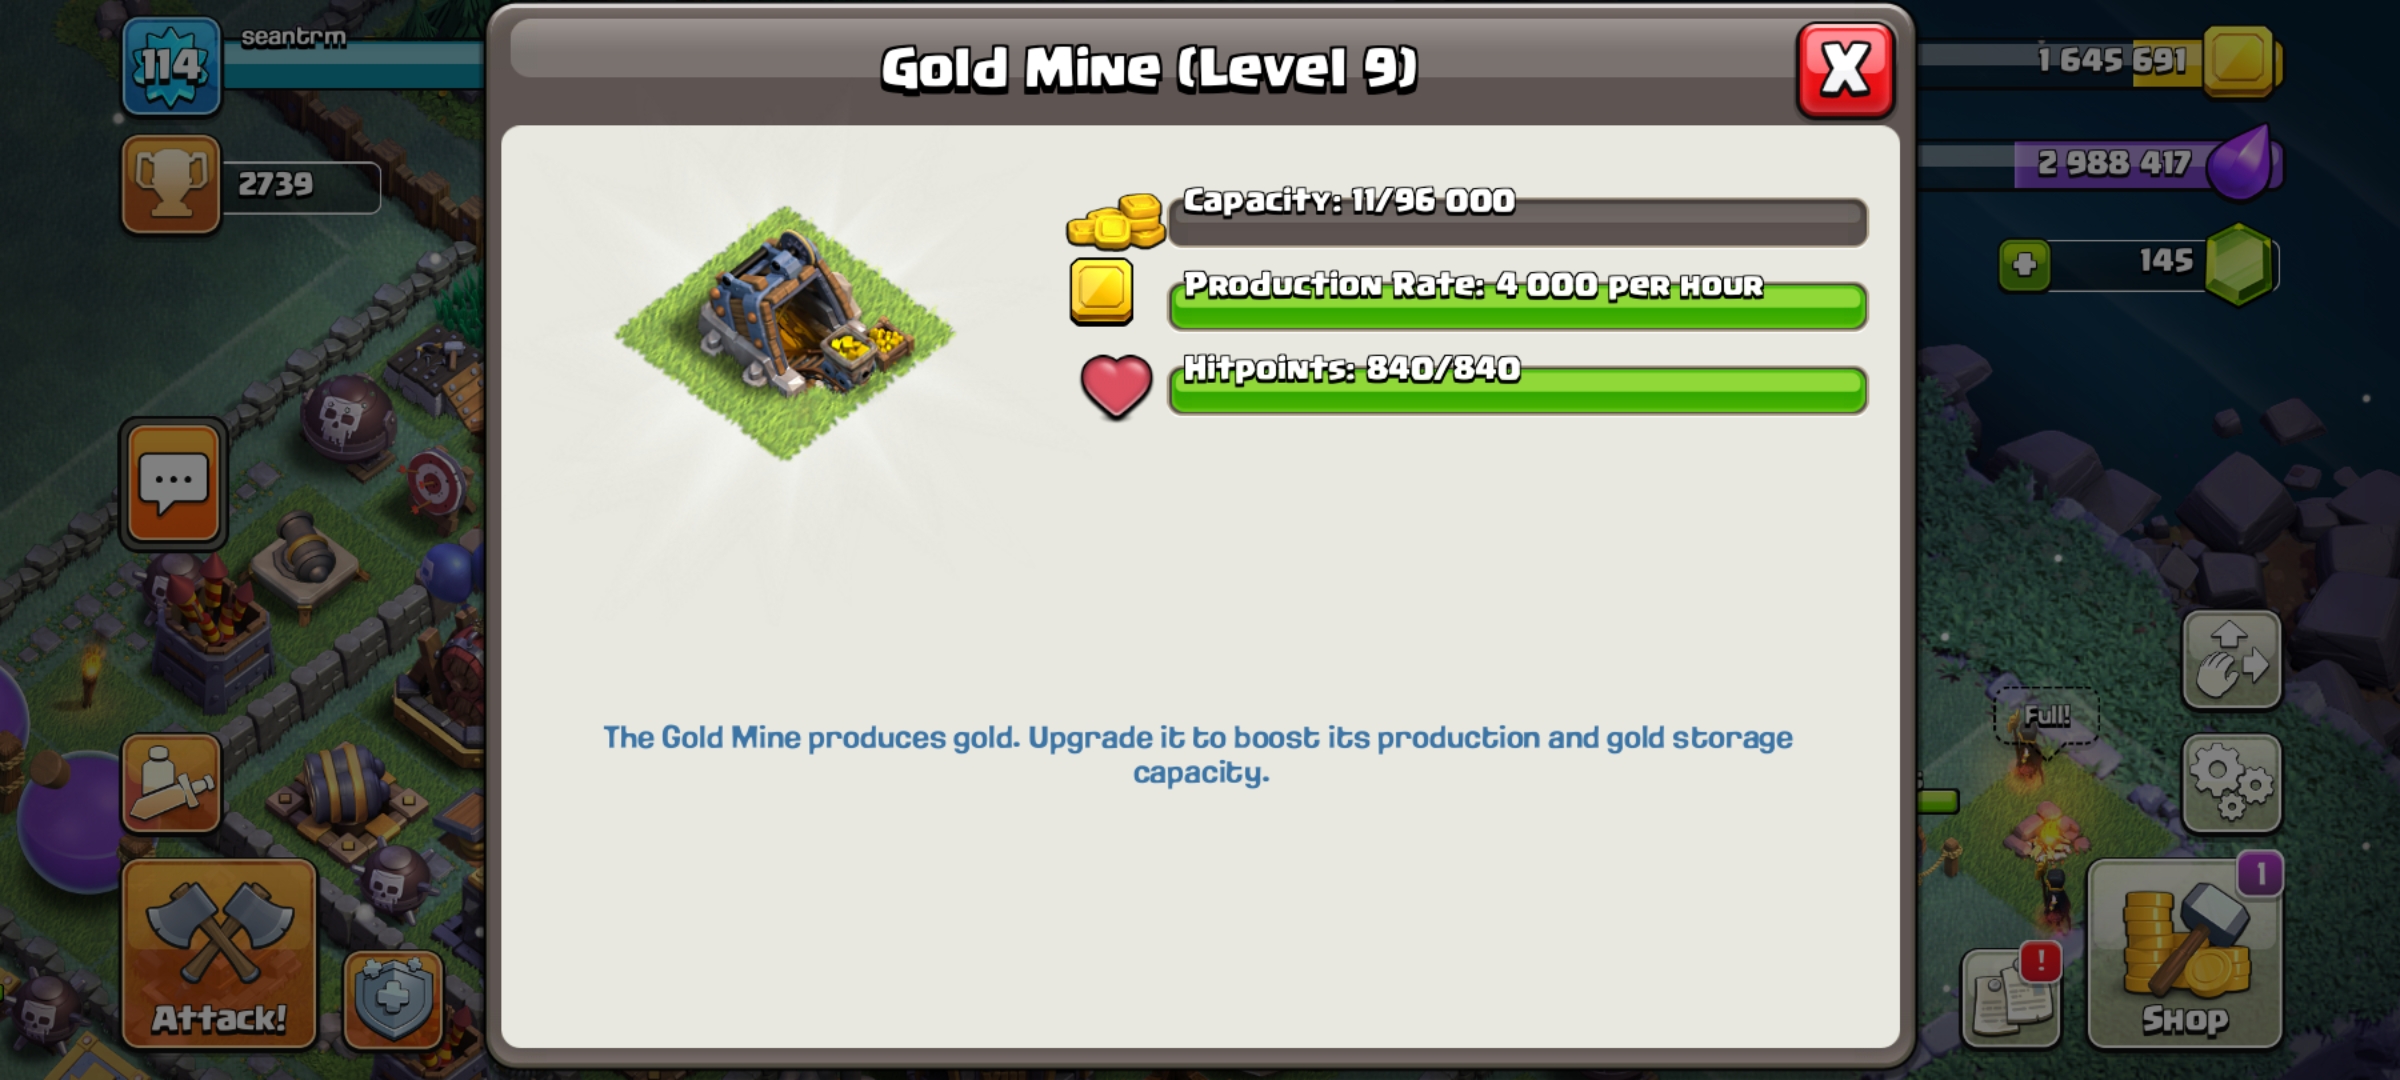 114
seantrm
Gold Mine (Level 9)
X
1 645 691
2739
2 988 417
145
Capacity: 11/96 000
Production Rate: 4 000 per hour
Hitpoints: 840/840
Full!
The Gold Mine produces gold. Upgrade it to boost its production and gold storage
capacity.
1
!
Attack!
Shop